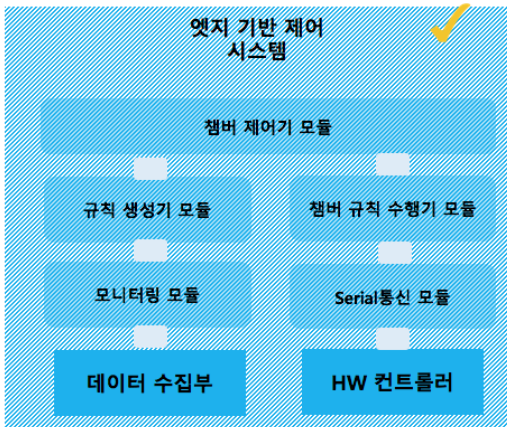 엣지 기반 제어
시스템
챔버 제어기 모듈
규칙 생성기 모듈
챔버 규칙 수행기 모듈
모니터링 모듈
Serial통신 모듈
데이터 수집부
HW 컨트롤러